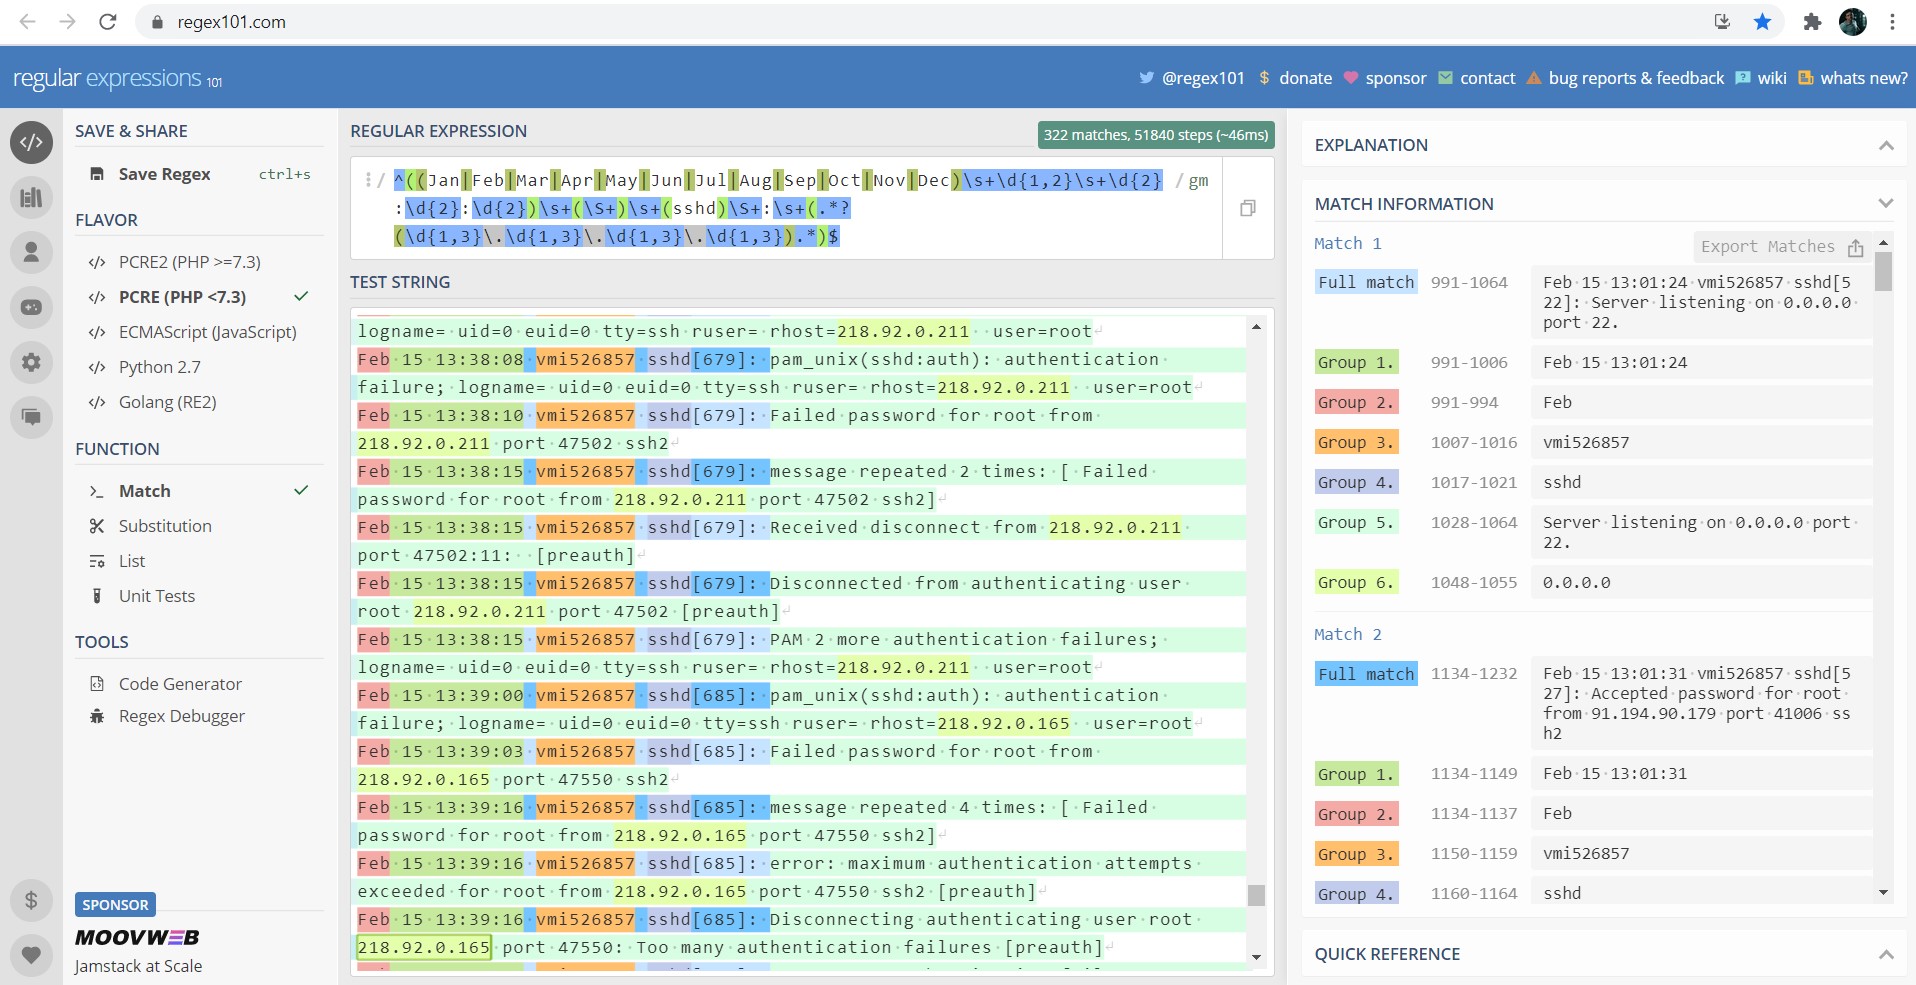 regex101.com
regular expressions 101
@regex101 $ donate sponsor contact bug reports & feedback wiki whats new?
SAVE & SHARE
Save Regex ctrl+s
FLAVOR
PCRE2 (PHP >=7.3)
PCRE (PHP <7.3)
ECMAScript (JavaScript)
Python 2.7
Golang (RE2)
FUNCTION
Match
Substitution
List
Unit Tests
TOOLS
Code Generator
Regex Debugger
SPONSOR
MOOVWEB
Jamstack at Scale
REGULAR EXPRESSION
322 matches, 51840 steps (~46ms)
/ ^((Jan|Feb|Mar|Apr|May|Jun|Jul|Aug|Sep|Oct|Nov|Dec)\s+\d{1,2}\s+\d{2} / gm
:\d{2}:\d{2})\s+(\S+)\s+(sshd)\S+:\s+(.*?
(\d{1,3}\.\d{1,3}\.\d{1,3}\.\d{1,3}).*)$
TEST STRING
logname= uid=0 euid=0 tty=ssh ruser= rhost=218.92.0.211  user=root
Feb 15 13:38:08 vmi526857 sshd[679]: pam_unix(sshd:auth): authentication
failure; logname= uid=0 euid=0 tty=ssh ruser= rhost=218.92.0.211  user=root
Feb 15 13:38:10 vmi526857 sshd[679]: Failed password for root from
218.92.0.211 port 47502 ssh2
Feb 15 13:38:15 vmi526857 sshd[679]: message repeated 2 times: [ Failed
password for root from 218.92.0.211 port 47502 ssh2]
Feb 15 13:38:15 vmi526857 sshd[679]: Received disconnect from 218.92.0.211
port 47502:11:  [preauth]
Feb 15 13:38:15 vmi526857 sshd[679]: Disconnected from authenticating user
root 218.92.0.211 port 47502 [preauth]
Feb 15 13:38:15 vmi526857 sshd[679]: PAM 2 more authentication failures;
logname= uid=0 euid=0 tty=ssh ruser= rhost=218.92.0.211  user=root
Feb 15 13:39:00 vmi526857 sshd[685]: pam_unix(sshd:auth): authentication
failure; logname= uid=0 euid=0 tty=ssh ruser= rhost=218.92.0.165  user=root
Feb 15 13:39:03 vmi526857 sshd[685]: Failed password for root from
218.92.0.165 port 47550 ssh2
Feb 15 13:39:16 vmi526857 sshd[685]: message repeated 4 times: [ Failed
password for root from 218.92.0.165 port 47550 ssh2]
Feb 15 13:39:16 vmi526857 sshd[685]: error: maximum authentication attempts
exceeded for root from 218.92.0.165 port 47550 ssh2 [preauth]
Feb 15 13:39:16 vmi526857 sshd[685]: Disconnecting authenticating user root
218.92.0.165 port 47550: Too many authentication failures [preauth]
EXPLANATION
MATCH INFORMATION
Match 1
Export Matches
Full match 991-1064 Feb 15 13:01:24 vmi526857 sshd[5
22]: Server listening on 0.0.0.0
port 22.
Group 1. 991-1006 Feb 15 13:01:24
Group 2. 991-994 Feb
Group 3. 1007-1016 vmi526857
Group 4. 1017-1021 sshd
Group 5. 1028-1064 Server listening on 0.0.0.0 port
22.
Group 6. 1048-1055 0.0.0.0
Match 2
Full match 1134-1232 Feb 15 13:01:31 vmi526857 sshd[5
27]: Accepted password for root
from 91.194.90.179 port 41006 ss
h2
Group 1. 1134-1149 Feb 15 13:01:31
Group 2. 1134-1137 Feb
Group 3. 1150-1159 vmi526857
Group 4. 1160-1164 sshd
QUICK REFERENCE